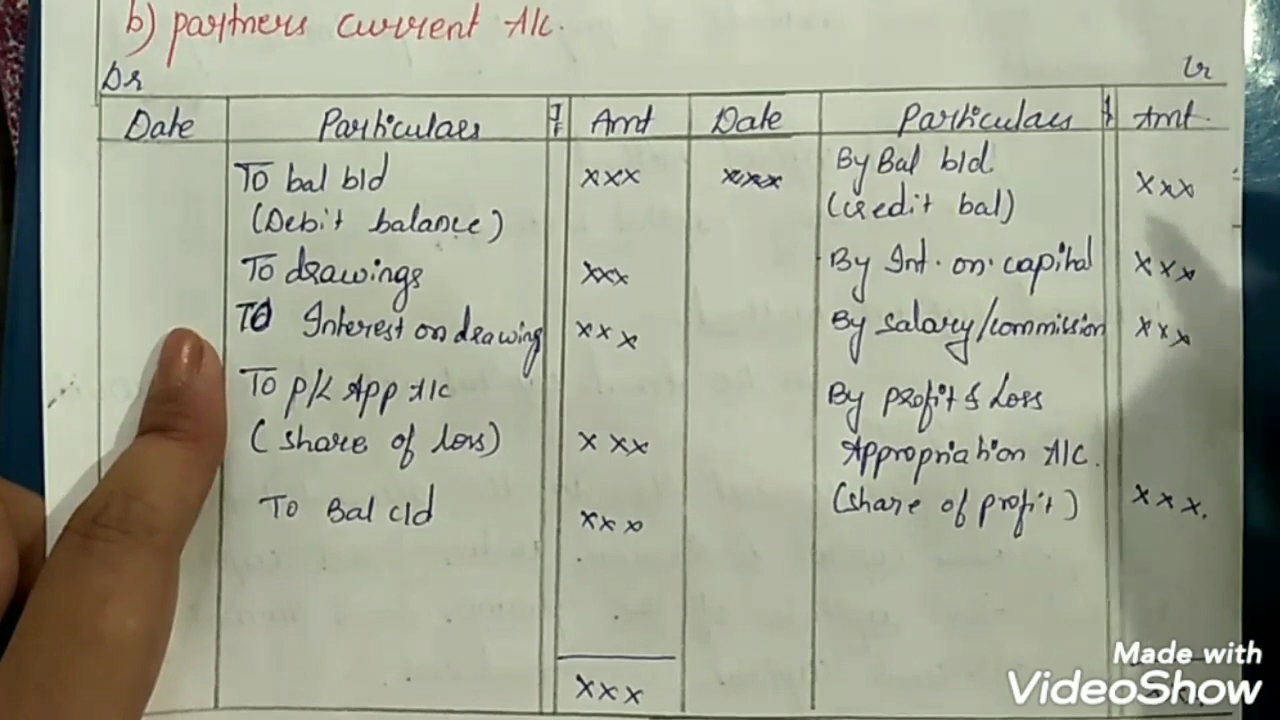 b) partners current A/c.
Dr Cr
Date Particulars JF Amt Date Particulars Amt.
To bal b/d xxx xxx By Bal b/d xxx
(Debit balance) (credit bal)
To drawings xxx By Int. on. capital xxx
To Interest on drawing xxx By salary/commission xxx
To P/L App A/c By profit & Loss
(share of loss) xxx Appropriation A/c.
To Bal c/d xxx (share of profit) xxx.
xxx
Made with
VideoShow